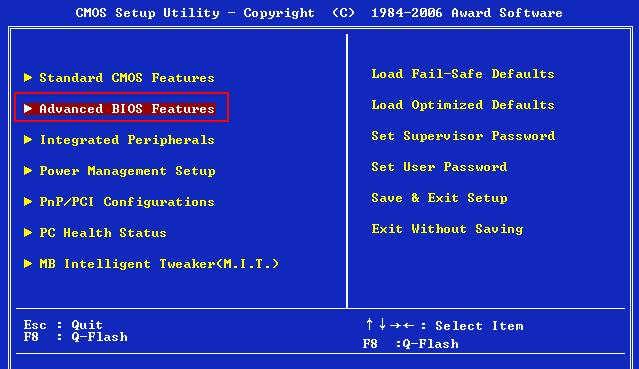 CMOS Setup Utility - Copyright (C) 1984-2006 Award Software
► Standard CMOS Features
► Advanced BIOS Features
► Integrated Peripherals
► Power Management Setup
► PnP/PCI Configurations
► PC Health Status
► MB Intelligent Tweaker(M.I.T.)
Load Fail-Safe Defaults
Load Optimized Defaults
Set Supervisor Password
Set User Password
Save & Exit Setup
Exit Without Saving
Esc : Quit
F8 : Q-Flash
↑↓→← : Select Item
F8 :Q-Flash